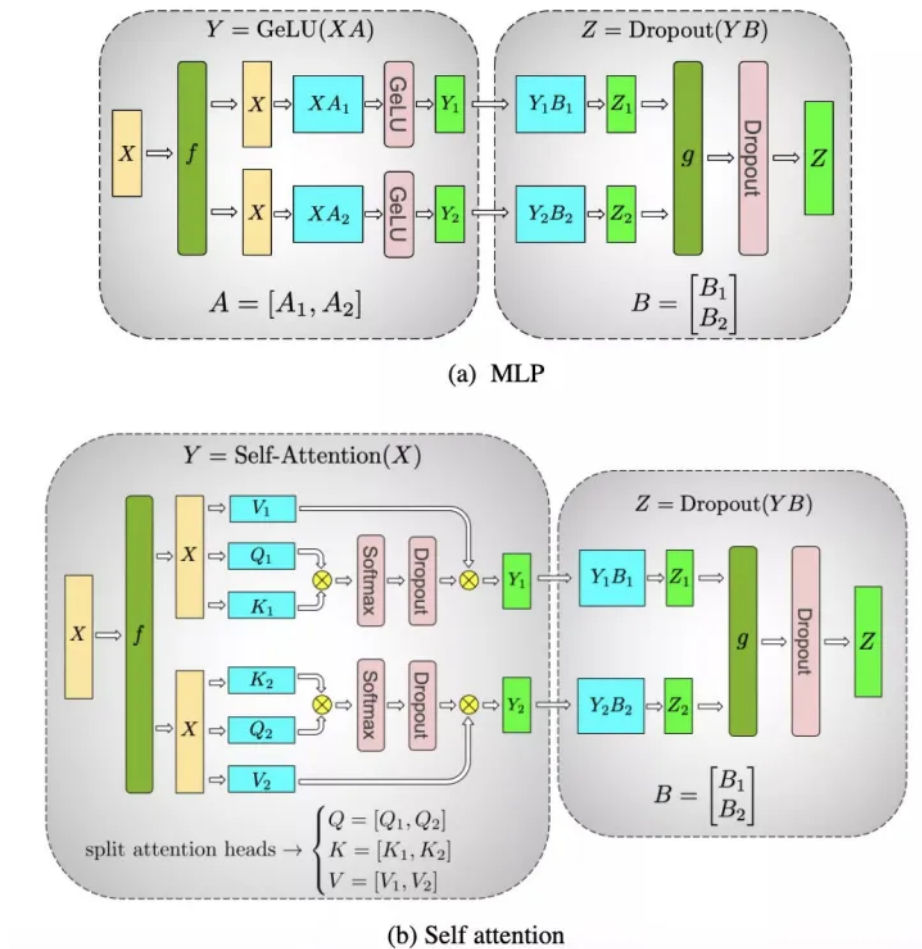 Y = GeLU(XA)
X
f
X
XA₁
GeLU
Y₁
X
XA₂
GeLU
Y₂
A = [A₁, A₂]
Z = Dropout(YB)
Y₁B₁
Z₁
Y₂B₂
Z₂
g
Dropout
Z
B = [B₁
B₂]
(a) MLP
Y = Self-Attention(X)
X
f
X
V₁
Q₁
K₁
Softmax
Dropout
Y₁
X
K₂
Q₂
V₂
Softmax
Dropout
Y₂
split attention heads → {
Q = [Q₁, Q₂]
K = [K₁, K₂]
V = [V₁, V₂]
Z = Dropout(YB)
Y₁B₁
Z₁
Y₂B₂
Z₂
g
Dropout
Z
B = [B₁
B₂]
(b) Self attention